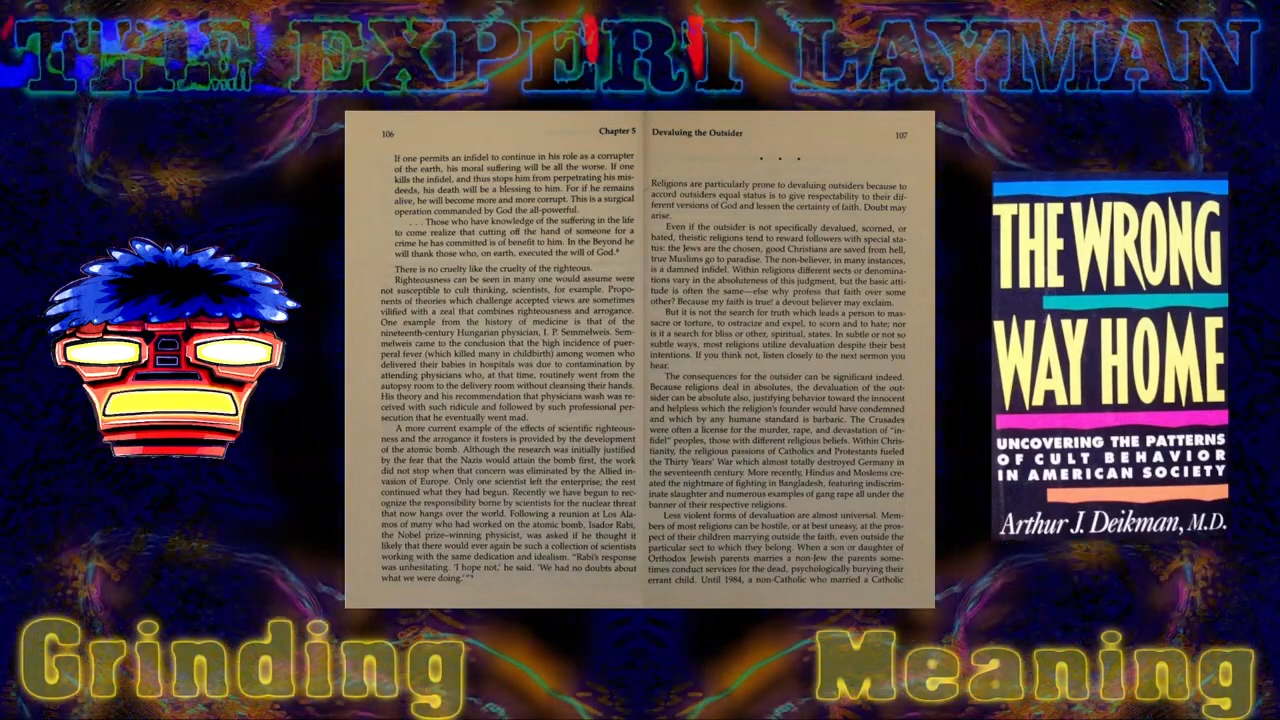 THE EXPERT LAYMAN
106
Chapter 5
If one permits an infidel to continue in his role as a corrupter
of the earth, his moral suffering will be all the worse. If one
kills the infidel, and thus stops him from perpetrating his mis-
deeds, his death will be a blessing to him. For if he remains
alive, he will become more and more corrupt. This is a surgical
operation commanded by God the all-powerful.
. . . . Those who have knowledge of the suffering in the life
to come realize that cutting off the hand of someone for a
crime he has committed is of benefit to him. In the Beyond he
will thank those who, on earth, executed the will of God.⁸
There is no cruelty like the cruelty of the righteous.
Righteousness can be seen in many one would assume were
not susceptible to cult thinking, scientists, for example. Propo-
nents of theories which challenge accepted views are sometimes
vilified with a zeal that combines righteousness and arrogance.
One example from the history of medicine is that of the
nineteenth-century Hungarian physician, I. P. Semmelweis. Sem-
melweis came to the conclusion that the high incidence of puer-
peral fever (which killed many in childbirth) among women who
delivered their babies in hospitals was due to contamination by
attending physicians who, at that time, routinely went from the
autopsy room to the delivery room without cleansing their hands.
His theory and his recommendation that physicians wash was re-
ceived with such ridicule and followed by such professional per-
secution that he eventually went mad.
A more current example of the effects of scientific righteous-
ness and the arrogance it fosters is provided by the development
of the atomic bomb. Although the research was initially justified
by the fear that the Nazis would attain the bomb first, the work
did not stop when that concern was eliminated by the Allied in-
vasion of Europe. Only one scientist left the enterprise; the rest
continued what they had begun. Recently we have begun to rec-
ognize the responsibility borne by scientists for the nuclear threat
that now hangs over the world. Following a reunion at Los Ala-
mos of many who had worked on the atomic bomb, Isador Rabi,
the Nobel prize–winning physicist, was asked if he thought it
likely that there would ever again be such a collection of scientists
working with the same dedication and idealism. "Rabi's response
was unhesitating. 'I hope not,' he said. 'We had no doubts about
what we were doing.'"⁹
Devaluing the Outsider
107
• • •
Religions are particularly prone to devaluing outsiders because to
accord outsiders equal status is to give respectability to their dif-
ferent versions of God and lessen the certainty of faith. Doubt may
arise.
Even if the outsider is not specifically devalued, scorned, or
hated, theistic religions tend to reward followers with special sta-
tus: the Jews are the chosen, good Christians are saved from hell,
true Muslims go to paradise. The non-believer, in many instances,
is a damned infidel. Within religions different sects or denomina-
tions vary in the absoluteness of this judgment, but the basic atti-
tude is often the same—else why profess that faith over some
other? Because my faith is true! a devout believer may exclaim.
But it is not the search for truth which leads a person to mas-
sacre or torture, to ostracize and expel, to scorn and to hate; nor
is it a search for bliss or other, spiritual, states. In subtle or not so
subtle ways, most religions utilize devaluation despite their best
intentions. If you think not, listen closely to the next sermon you
hear.
The consequences for the outsider can be significant indeed.
Because religions deal in absolutes, the devaluation of the out-
sider can be absolute also, justifying behavior toward the innocent
and helpless which the religion's founder would have condemned
and which by any humane standard is barbaric. The Crusades
were often a license for the murder, rape, and devastation of "in-
fidel" peoples, those with different religious beliefs. Within Chris-
tianity, the religious passions of Catholics and Protestants fueled
the Thirty Years' War which almost totally destroyed Germany in
the seventeenth century. More recently, Hindus and Moslems cre-
ated the nightmare of fighting in Bangladesh, featuring indiscrim-
inate slaughter and numerous examples of gang rape all under the
banner of their respective religions.
Less violent forms of devaluation are almost universal. Mem-
bers of most religions can be hostile, or at best uneasy, at the pros-
pect of their children marrying outside the faith, even outside the
particular sect to which they belong. When a son or daughter of
Orthodox Jewish parents marries a non-Jew the parents some-
times conduct services for the dead, psychologically burying their
errant child. Until 1984, a non-Catholic who married a Catholic
THE WRONG
WAY HOME
UNCOVERING THE PATTERNS
OF CULT BEHAVIOR
IN AMERICAN SOCIETY
Arthur J. Deikman, M.D.
Grinding
Meaning